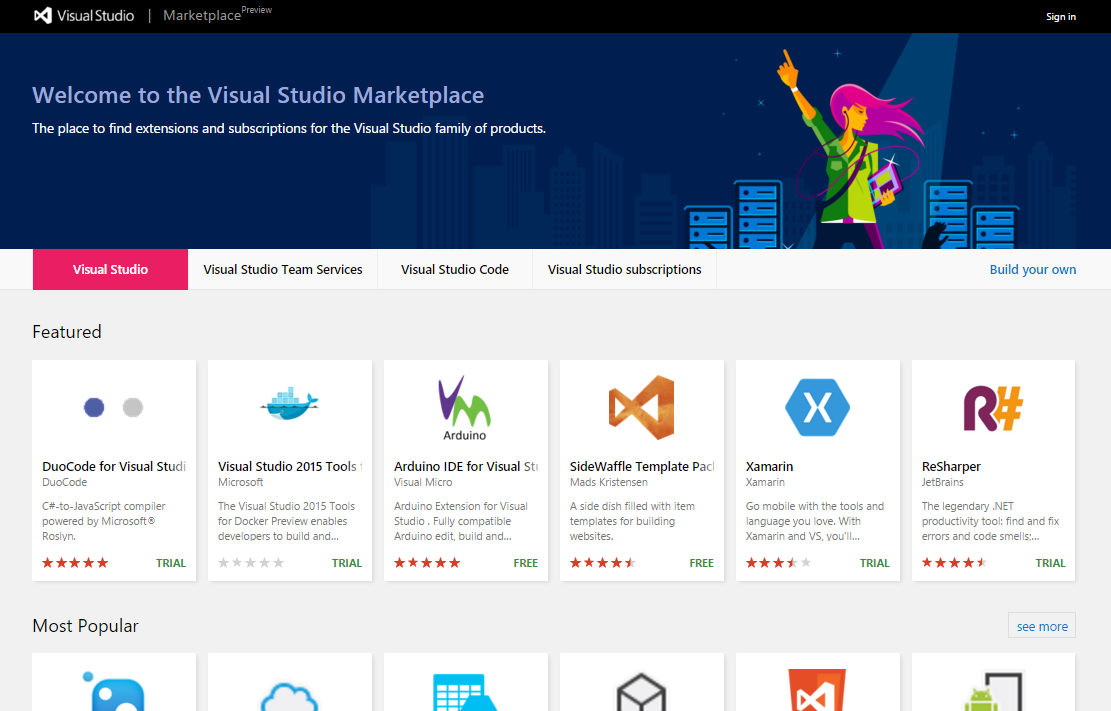 Visual Studio | Marketplace Preview
Sign in
Welcome to the Visual Studio Marketplace
The place to find extensions and subscriptions for the Visual Studio family of products.
Visual Studio
Visual Studio Team Services
Visual Studio Code
Visual Studio subscriptions
Build your own
Featured
DuoCode for Visual Studi
DuoCode
C#-to-JavaScript compiler
powered by Microsoft®
Roslyn.
TRIAL
Visual Studio 2015 Tools
Microsoft
The Visual Studio 2015 Tools
for Docker Preview enables
developers to build and...
TRIAL
Arduino
Arduino IDE for Visual St
Visual Micro
Arduino Extension for Visual
Studio . Fully compatible
Arduino edit, build and...
FREE
SideWaffle Template Pac
Mads Kristensen
A side dish filled with item
templates for building
websites.
FREE
Xamarin
Xamarin
Go mobile with the tools and
language you love. With
Xamarin and VS, you'll...
TRIAL
R#
ReSharper
JetBrains
The legendary .NET
productivity tool: find and fix
errors and code smells;...
TRIAL
Most Popular
see more